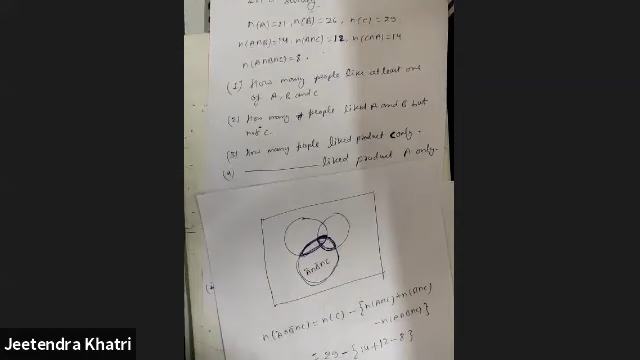 n(A)=21, n(B)=26, n(C)=29
n(A∩B)=14, n(B∩C)=12, n(C∩A)=14
n(A∩B∩C)=8.
(1) How many people like at least one
of A, B and C
(2) How many people liked A and B but
not C.
(3) How many people liked product C only.
(4) liked product A only.
A̅∩B̅∩C
n(A̅∩B̅∩C) = n(C) - {n(A∩C)+n(B∩C)
- n(A∩B∩C)}
= 29 - {14+12-8}
Jeetendra Khatri